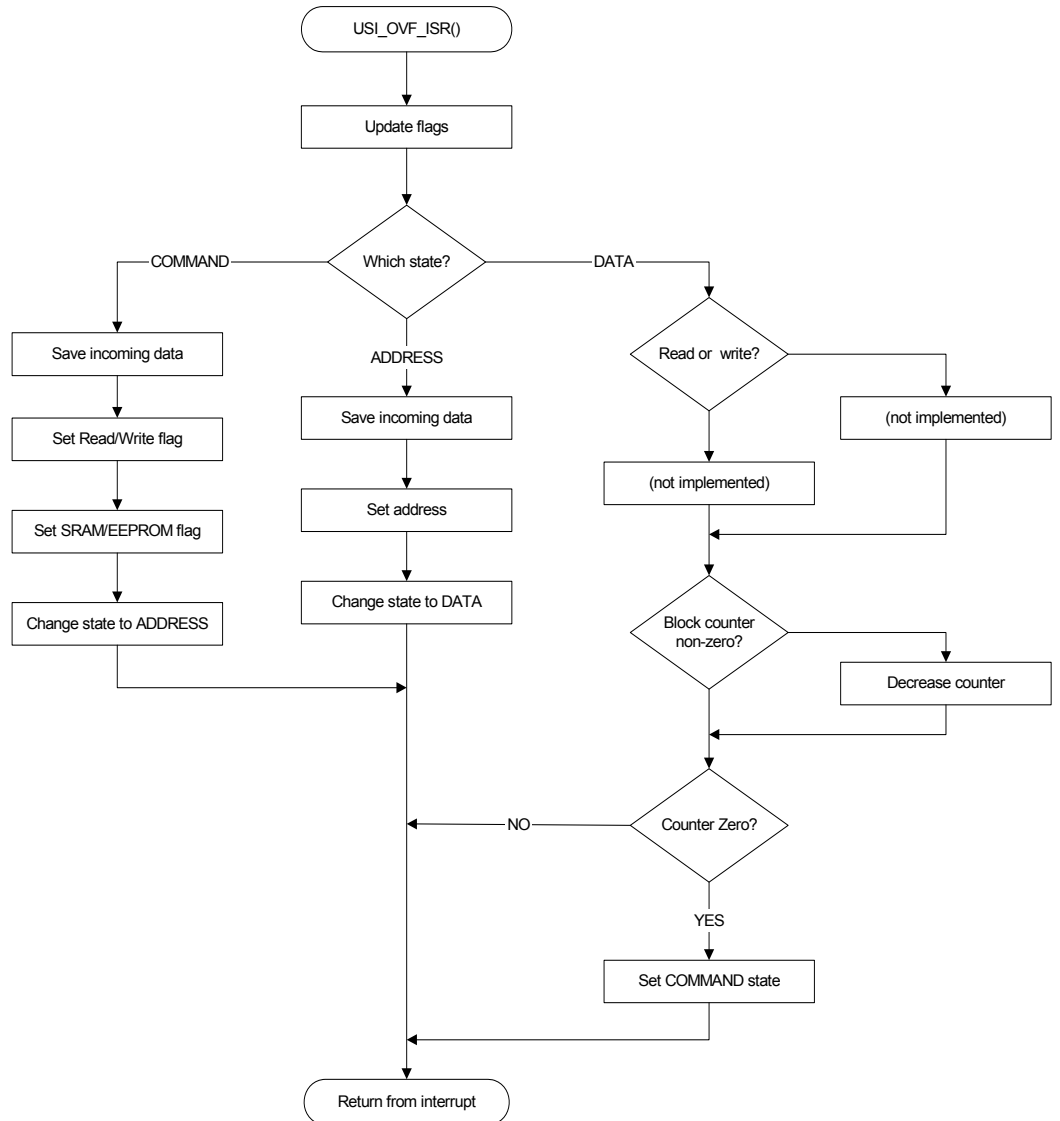 USI_OVF_ISR()
Update flags
Which state?
COMMAND
DATA
ADDRESS
Save incoming data
Set Read/Write flag
Set SRAM/EEPROM flag
Change state to ADDRESS
Save incoming data
Set address
Change state to DATA
Read or write?
(not implemented)
(not implemented)
Block counter
non-zero?
Decrease counter
Counter Zero?
NO
YES
Set COMMAND state
Return from interrupt